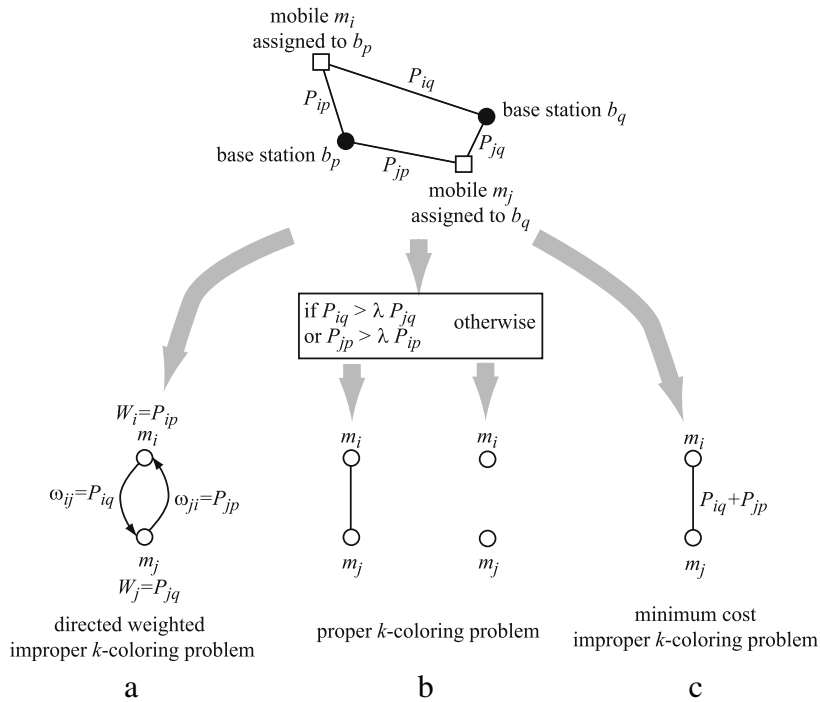 mobile m_i
assigned to b_p
P_iq
P_ip
base station b_q
P_jq
base station b_p
P_jp
mobile m_j
assigned to b_q
if P_iq > λ P_jq
or P_jp > λ P_ip
otherwise
W_i=P_ip
m_i
ω_ij=P_iq
ω_ji=P_jp
m_j
W_j=P_jq
directed weighted
improper k-coloring problem
a
m_i
m_i
m_j
m_j
proper k-coloring problem
b
m_i
P_iq+P_jp
m_j
minimum cost
improper k-coloring problem
c